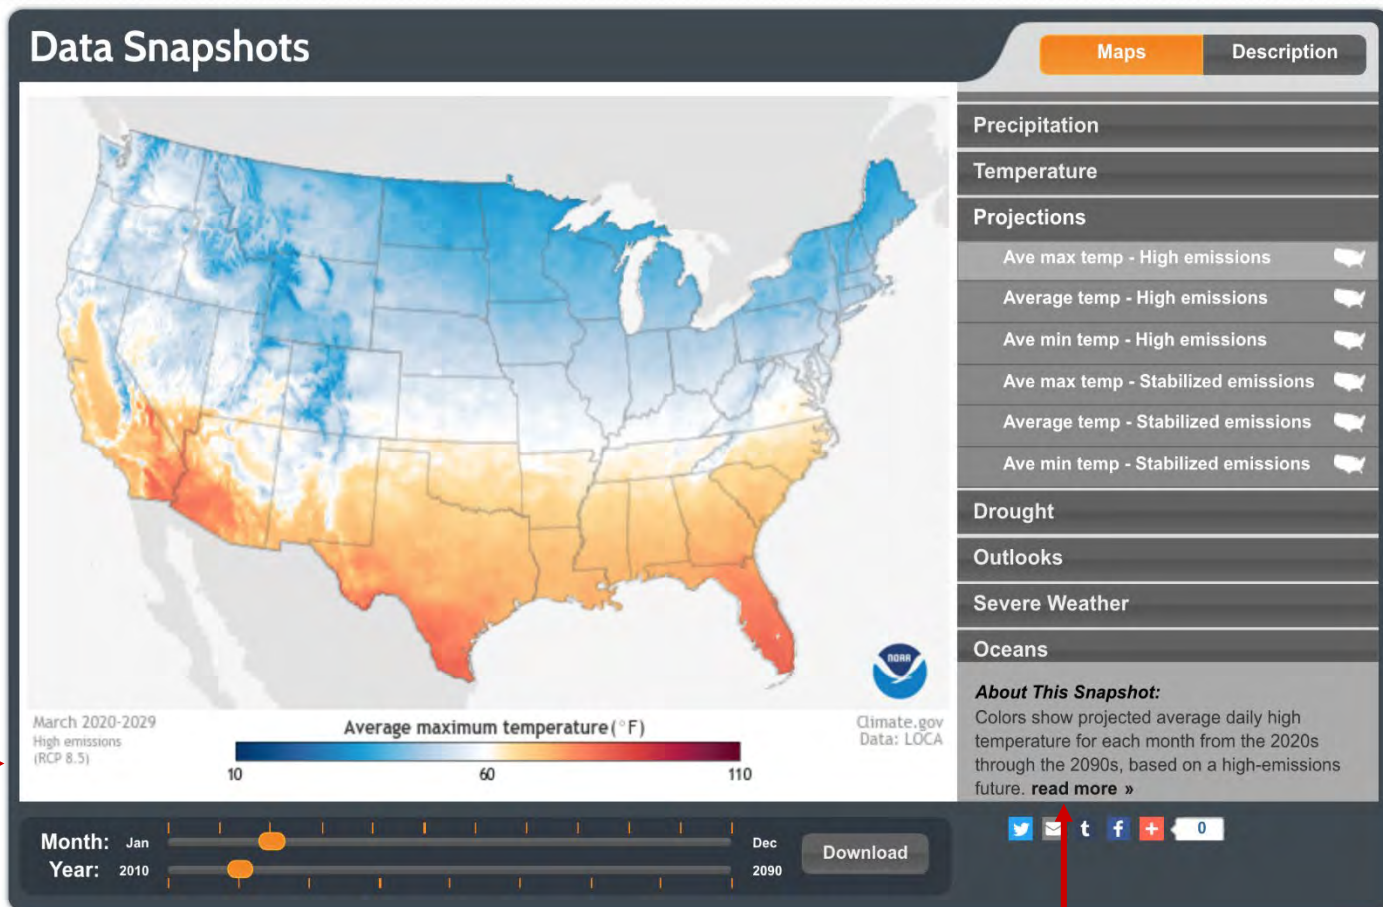 Data Snapshots
Maps
Description
Precipitation
Temperature
Projections
Ave max temp - High emissions
Average temp - High emissions
Ave min temp - High emissions
Ave max temp - Stabilized emissions
Average temp - Stabilized emissions
Ave min temp - Stabilized emissions
Drought
Outlooks
Severe Weather
Oceans
About This Snapshot:
Colors show projected average daily high
temperature for each month from the 2020s
through the 2090s, based on a high-emissions
future. read more »
NOAA
March 2020-2029
High emissions
(RCP 8.5)
Average maximum temperature(°F)
10
60
110
Climate.gov
Data: LOCA
Month: Jan
Dec
Year: 2010
2090
Download
t
f
+
0